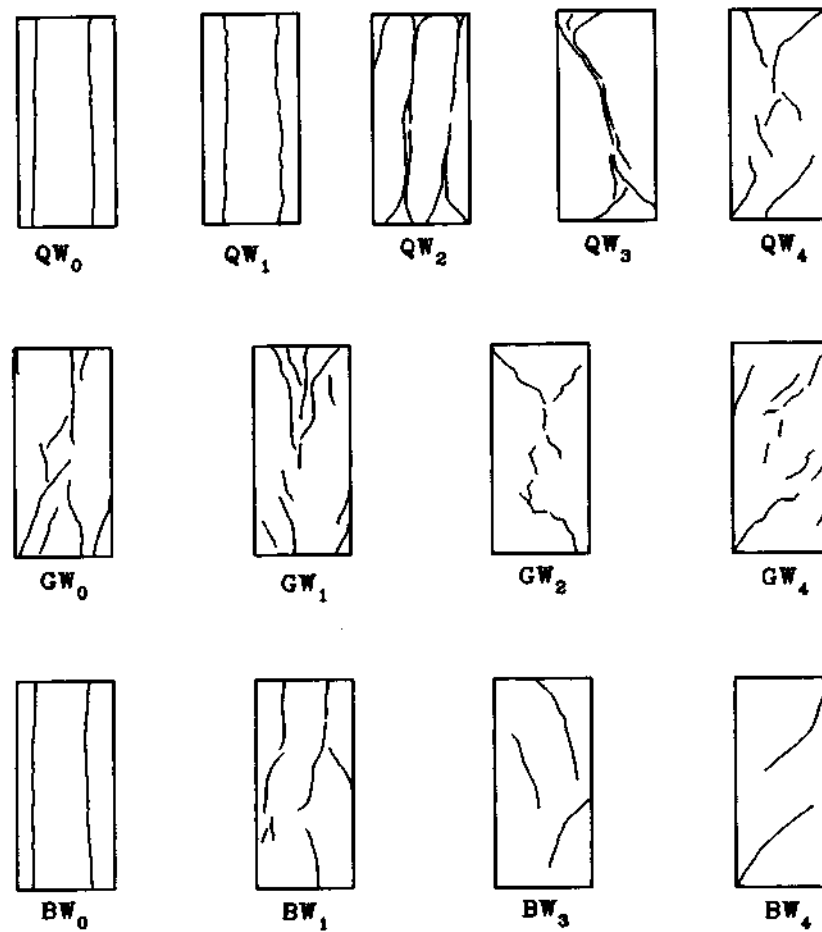 QW₀ QW₁ QW₂ QW₃ QW₄
GW₀ GW₁ GW₂ GW₄
BW₀ BW₁ BW₃ BW₄